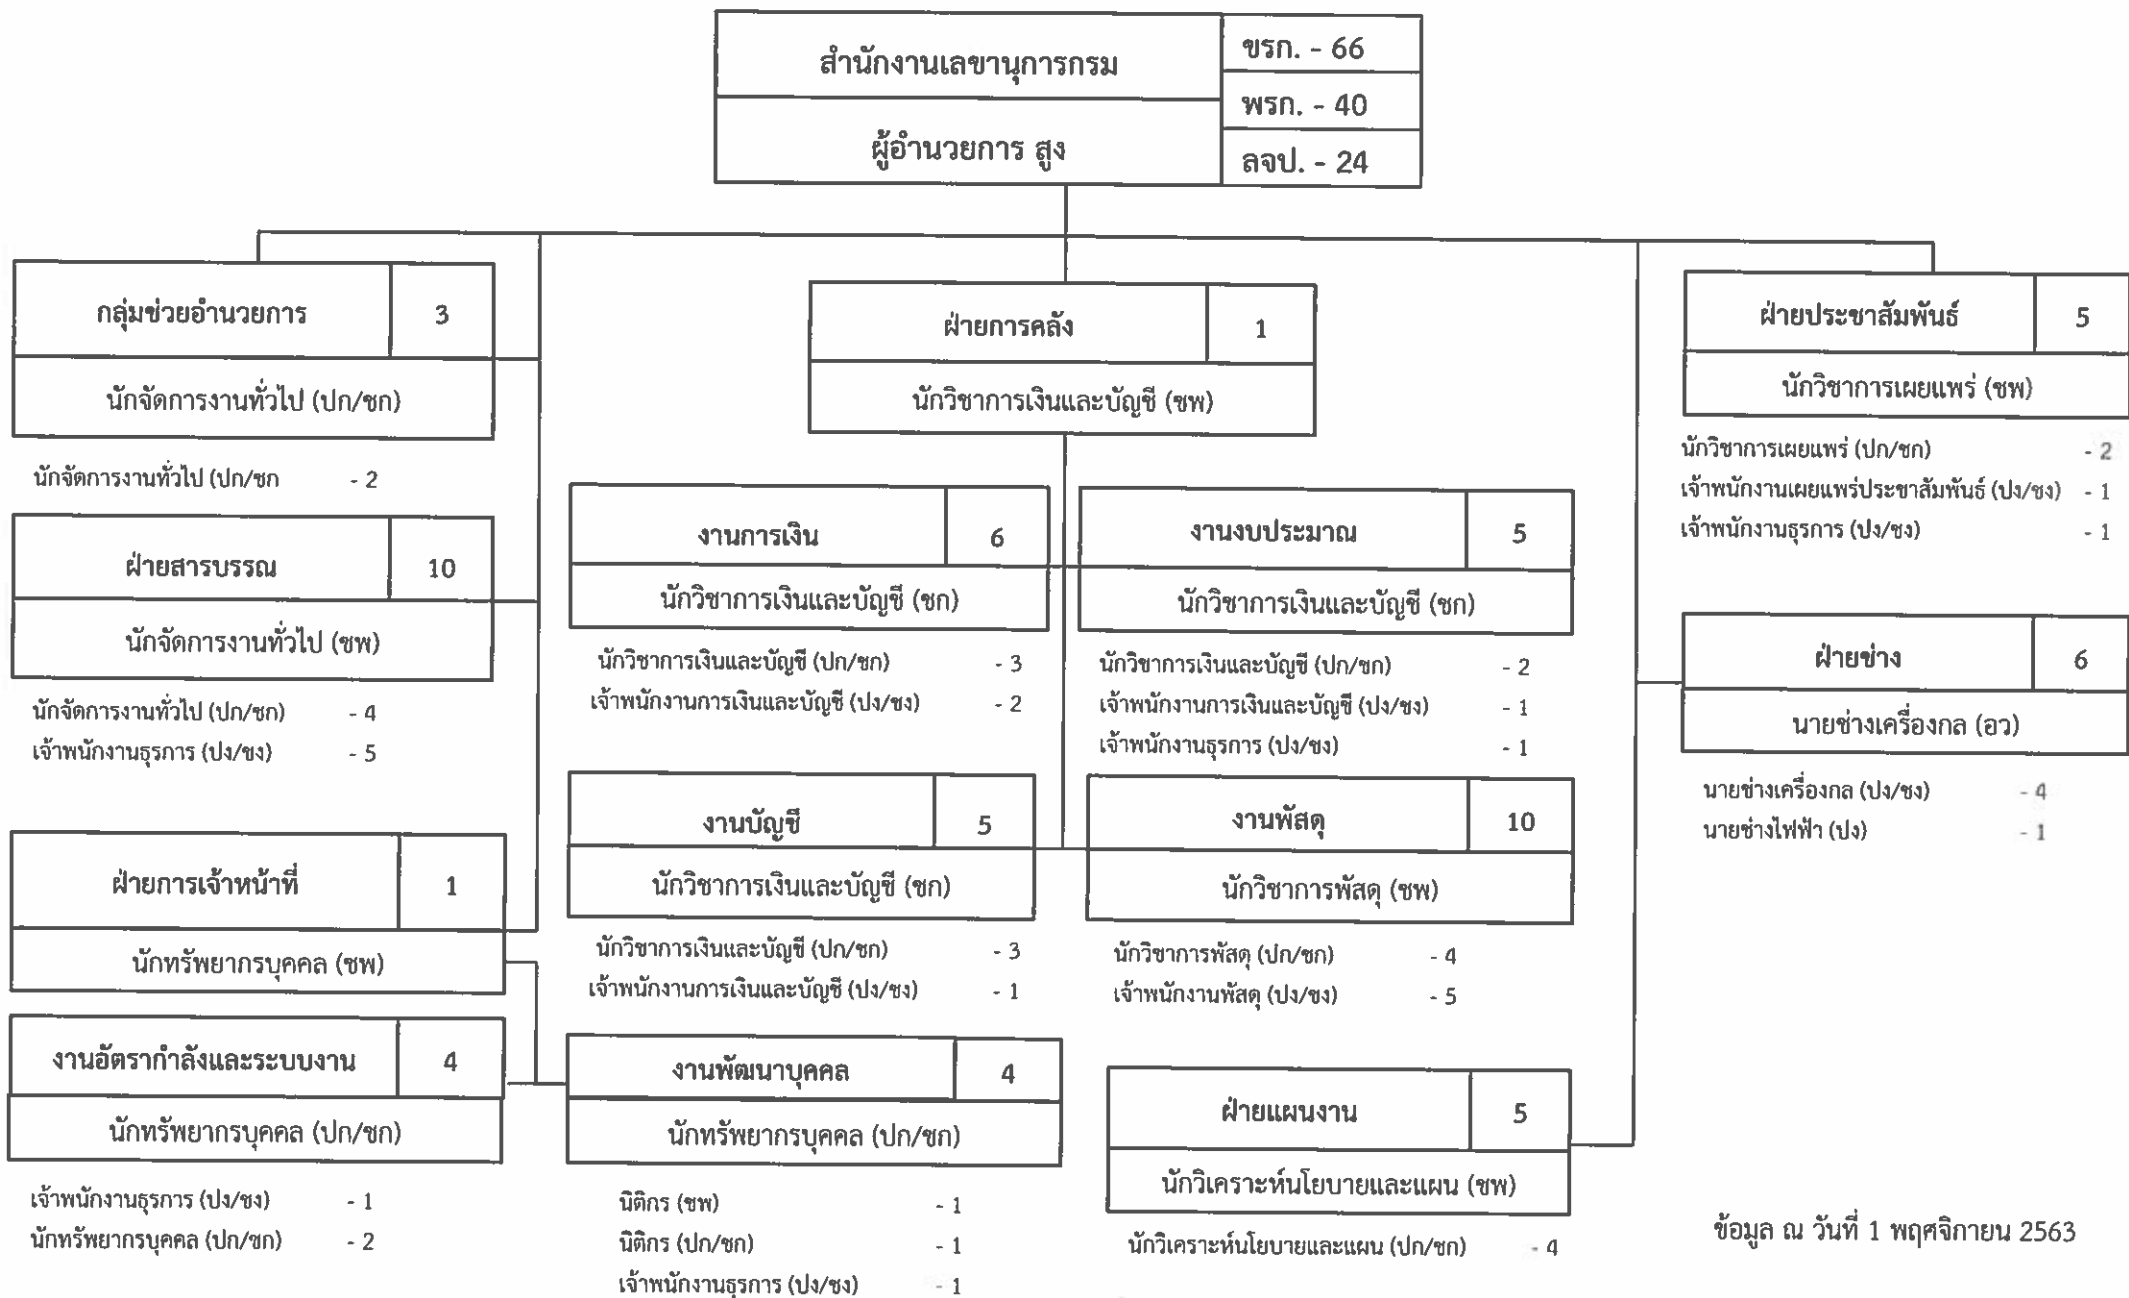 สำนักงานเลขานุการกรม
ผู้อำนวยการ สูง
ขรก. - 66
พรก. - 40
ลจป. - 24
กลุ่มช่วยอำนวยการ 3
นักจัดการงานทั่วไป (ปก/ชก)
นักจัดการงานทั่วไป (ปก/ชก - 2
ฝ่ายสารบรรณ 10
นักจัดการงานทั่วไป (ชพ)
นักจัดการงานทั่วไป (ปก/ชก) - 4
เจ้าพนักงานธุรการ (ปง/ชง) - 5
ฝ่ายการเจ้าหน้าที่ 1
นักทรัพยากรบุคคล (ชพ)
งานอัตรากำลังและระบบงาน 4
นักทรัพยากรบุคคล (ปก/ชก)
เจ้าพนักงานธุรการ (ปง/ชง) - 1
นักทรัพยากรบุคคล (ปก/ชก) - 2
งานพัฒนาบุคคล 4
นักทรัพยากรบุคคล (ปก/ชก)
นิติกร (ชพ) - 1
นิติกร (ปก/ชก) - 1
เจ้าพนักงานธุรการ (ปง/ชง) - 1
ฝ่ายการคลัง 1
นักวิชาการเงินและบัญชี (ชพ)
งานการเงิน 6
นักวิชาการเงินและบัญชี (ชก)
นักวิชาการเงินและบัญชี (ปก/ชก) - 3
เจ้าพนักงานการเงินและบัญชี (ปง/ชง) - 2
งานงบประมาณ 5
นักวิชาการเงินและบัญชี (ชก)
นักวิชาการเงินและบัญชี (ปก/ชก) - 2
เจ้าพนักงานการเงินและบัญชี (ปง/ชง) - 1
เจ้าพนักงานธุรการ (ปง/ชง) - 1
งานบัญชี 5
นักวิชาการเงินและบัญชี (ชก)
นักวิชาการเงินและบัญชี (ปก/ชก) - 3
เจ้าพนักงานการเงินและบัญชี (ปง/ชง) - 1
งานพัสดุ 10
นักวิชาการพัสดุ (ชพ)
นักวิชาการพัสดุ (ปก/ชก) - 4
เจ้าพนักงานพัสดุ (ปง/ชง) - 5
ฝ่ายประชาสัมพันธ์ 5
นักวิชาการเผยแพร่ (ชพ)
นักวิชาการเผยแพร่ (ปก/ชก) - 2
เจ้าพนักงานเผยแพร่ประชาสัมพันธ์ (ปง/ชง) - 1
เจ้าพนักงานธุรการ (ปง/ชง) - 1
ฝ่ายช่าง 6
นายช่างเครื่องกล (อว)
นายช่างเครื่องกล (ปง/ชง) - 4
นายช่างไฟฟ้า (ปง) - 1
ฝ่ายแผนงาน 5
นักวิเคราะห์นโยบายและแผน (ชพ)
นักวิเคราะห์นโยบายและแผน (ปก/ชก) - 4
ข้อมูล ณ วันที่ 1 พฤศจิกายน 2563